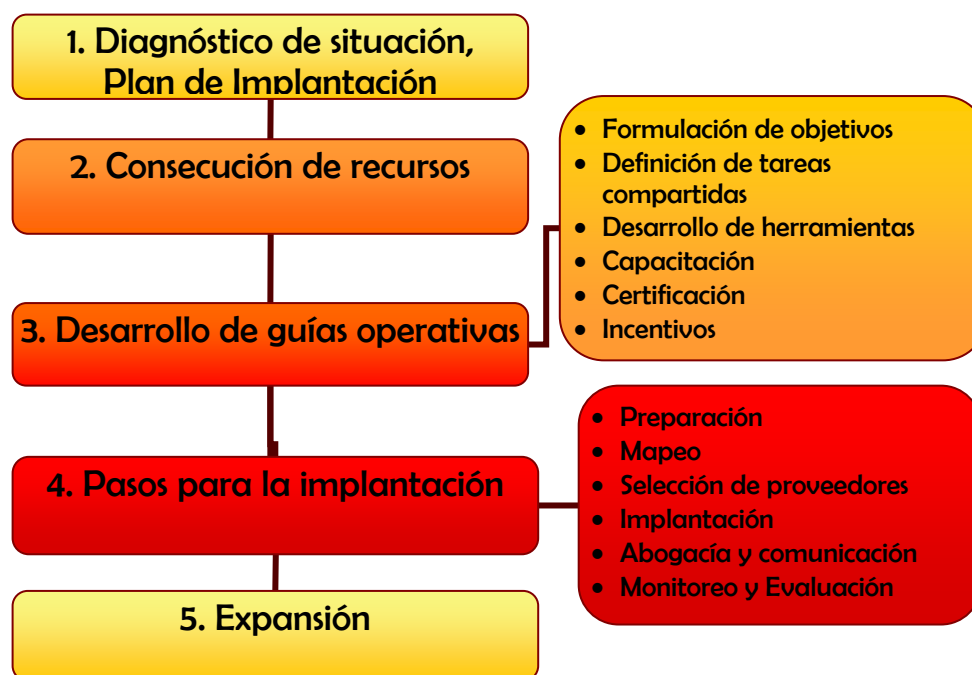 1. Diagnóstico de situación,
Plan de Implantación
2. Consecución de recursos
3. Desarrollo de guías operativas
• Formulación de objetivos
• Definición de tareas
compartidas
• Desarrollo de herramientas
• Capacitación
• Certificación
• Incentivos
4. Pasos para la implantación
• Preparación
• Mapeo
• Selección de proveedores
• Implantación
• Abogacía y comunicación
• Monitoreo y Evaluación
5. Expansión